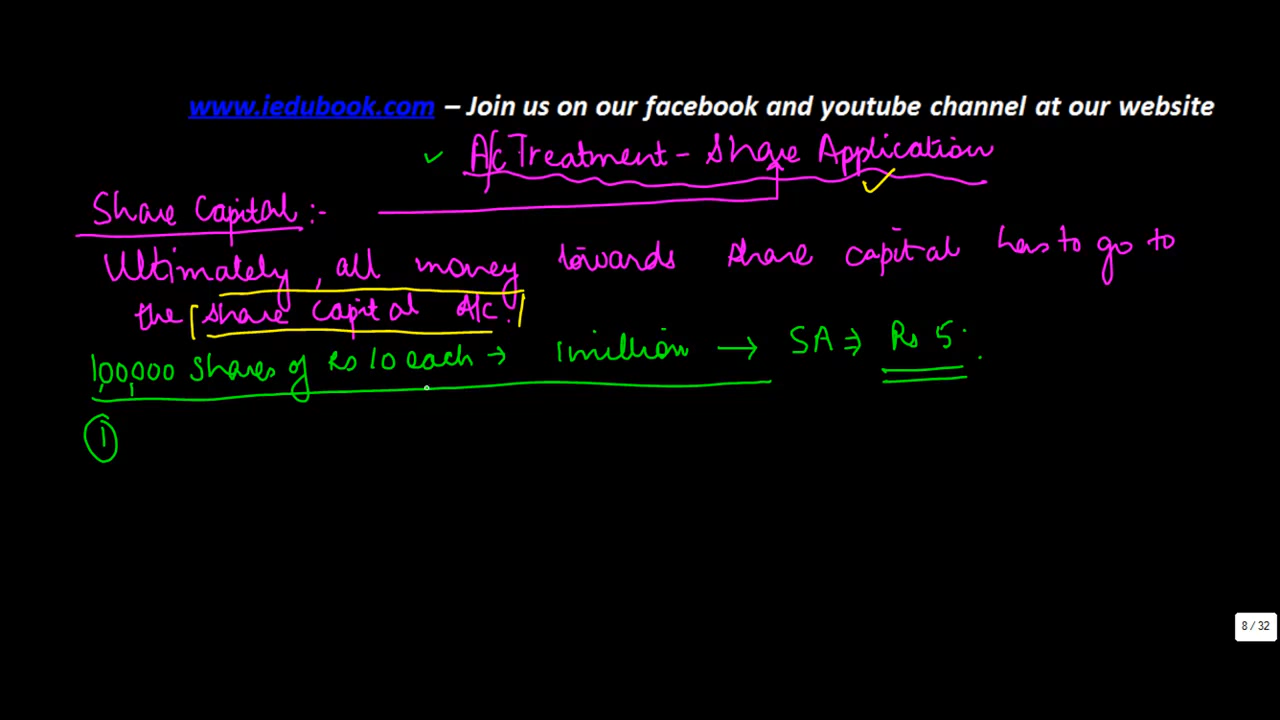 www.iedubook.com – Join us on our facebook and youtube channel at our website
A/c Treatment - Share Application
Share Capital :-
Ultimately, all money towards share capital has to go to
the share capital A/c.
100,000 shares of Rs 10 each → 1 million → SA ⇒ Rs 5.
1
8 / 32